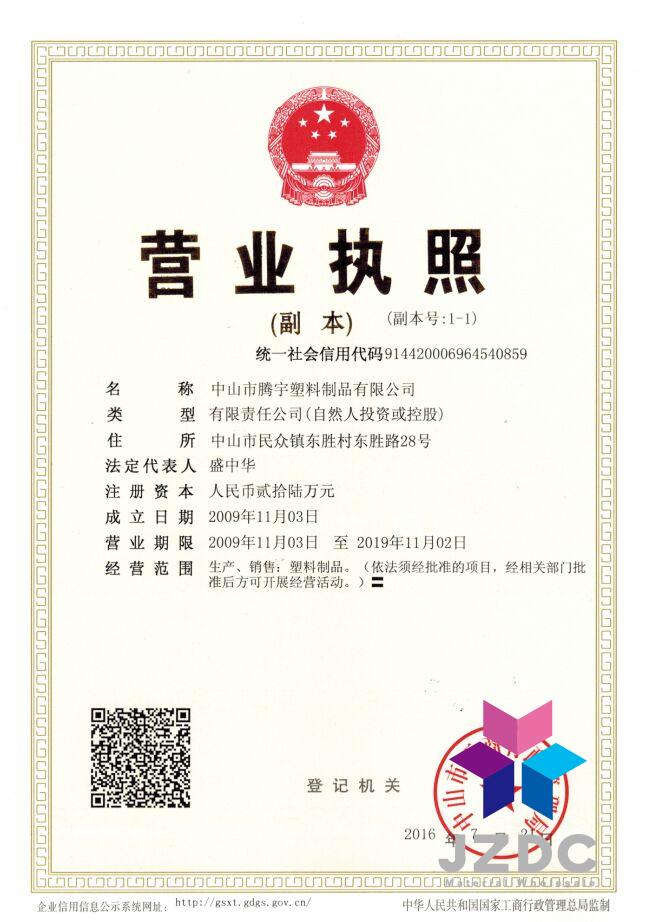 营业执照
(副 本) (副本号:1-1)
统一社会信用代码914420006964540859
名 称 中山市腾宇塑料制品有限公司
类 型 有限责任公司(自然人投资或控股)
住 所 中山市民众镇东胜村东胜路28号
法定代表人 盛中华
注册资本 人民币贰拾陆万元
成立日期 2009年11月03日
营业期限 2009年11月03日 至 2019年11月02日
经营范围 生产、销售：塑料制品。（依法须经批准的项目，经相关部门批
准后方可开展经营活动。）
登记机关
中山市
局
2016 年 7 月 21日
JZDC
Material Wholesale
企业信用信息公示系统网址： http://gsxt.gdgs.gov.cn/
中华人民共和国国家工商行政管理总局监制